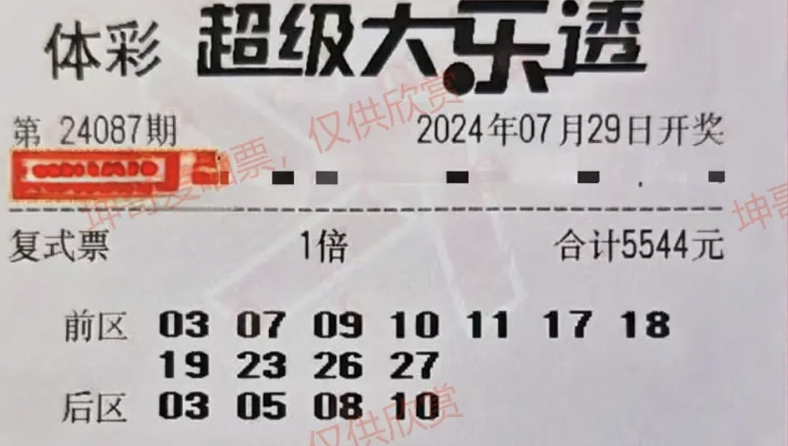 体彩 超级大乐透
第 24087期 2024年07月29日开奖
坤哥爱晒票，仅供欣赏
复式票 1倍 合计5544元
坤哥
前区 03 07 09 10 11 17 18
19 23 26 27
后区 03 05 08 10
仅供欣赏